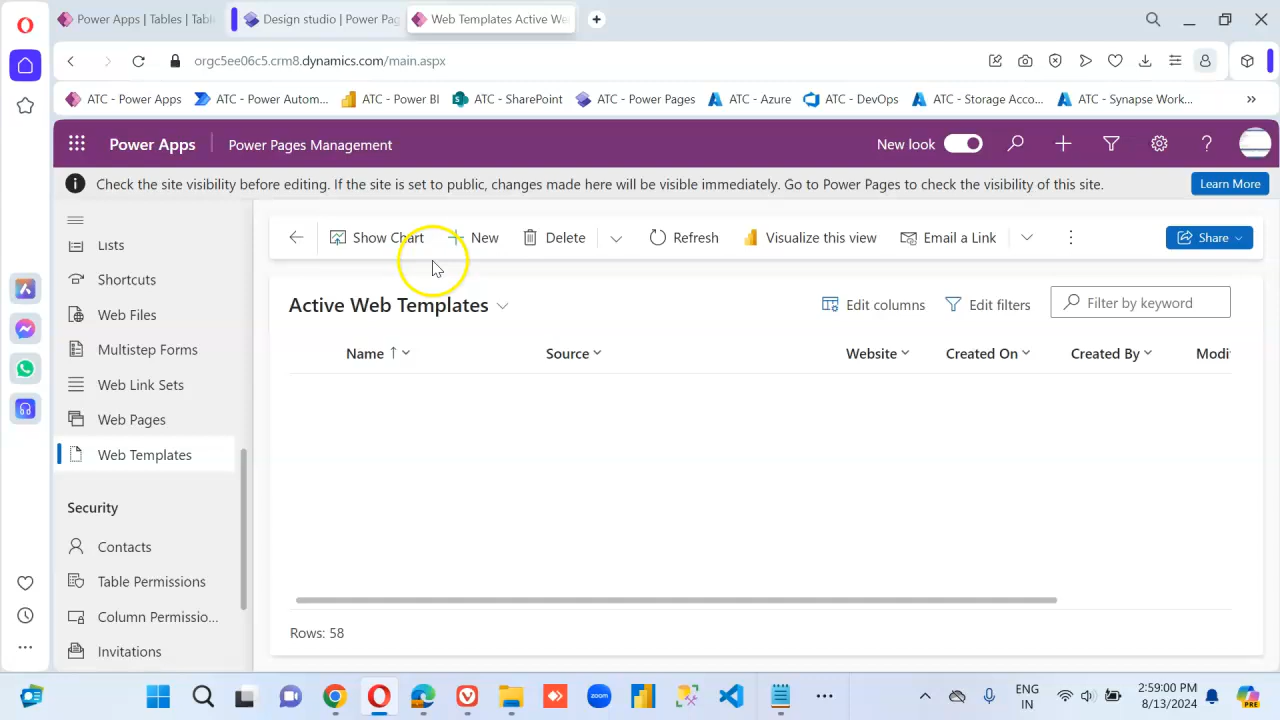 Power Apps | Tables | Tabl
Design studio | Power Pag
Web Templates Active We
orgc5ee06c5.crm8.dynamics.com/main.aspx
ATC - Power Apps
ATC - Power Autom...
ATC - Power BI
ATC - SharePoint
ATC - Power Pages
ATC - Azure
ATC - DevOps
ATC - Storage Acco...
ATC - Synapse Work...
Power Apps
Power Pages Management
New look
Check the site visibility before editing. If the site is set to public, changes made here will be visible immediately. Go to Power Pages to check the visibility of this site.
Learn More
Lists
Shortcuts
Web Files
Multistep Forms
Web Link Sets
Web Pages
Web Templates
Security
Contacts
Table Permissions
Column Permissio...
Invitations
Show Chart
New
Delete
Refresh
Visualize this view
Email a Link
Share
Active Web Templates
Edit columns
Edit filters
Filter by keyword
Name
Source
Website
Created On
Created By
Modi
Rows: 58
zoom
ENG
IN
2:59:00 PM
8/13/2024
PRE